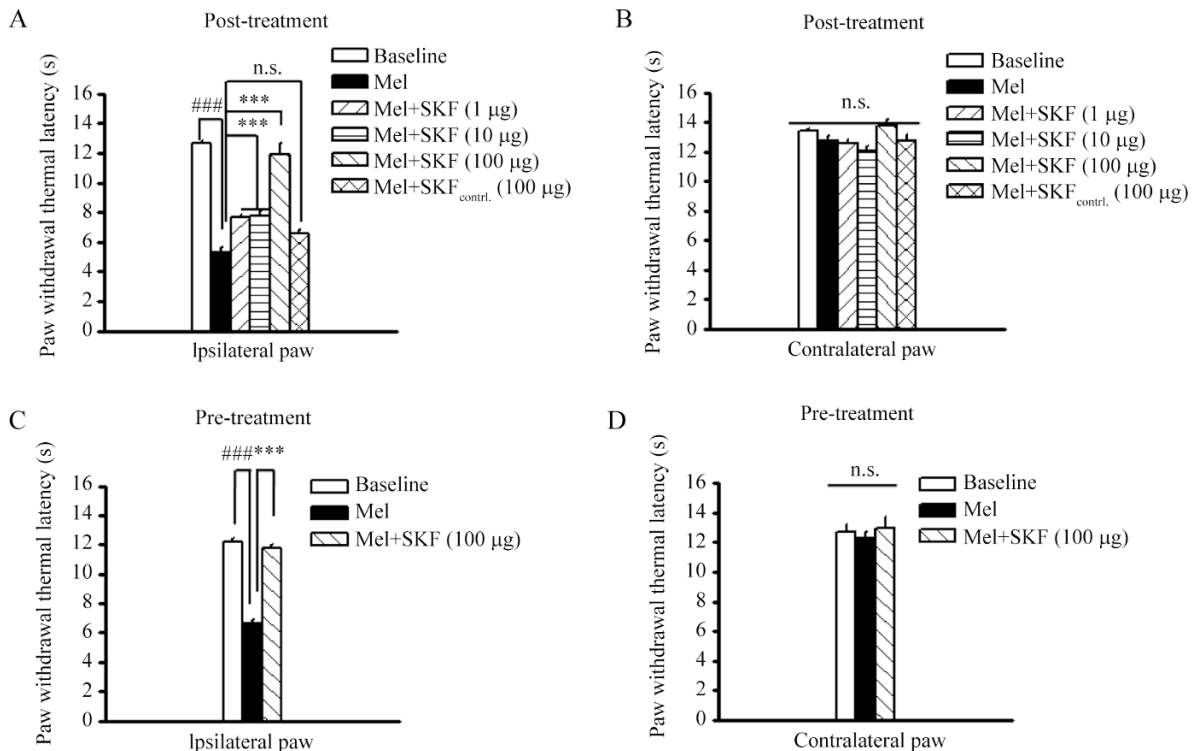 A
Post-treatment
Paw withdrawal thermal latency (s)
16
14
12
10
8
6
4
2
0
###
***
***
n.s.
Baseline
Mel
Mel+SKF (1 μg)
Mel+SKF (10 μg)
Mel+SKF (100 μg)
Mel+SKFcontrl. (100 μg)
Ipsilateral paw
B
Post-treatment
Paw withdrawal thermal latency (s)
16
14
12
10
8
6
4
2
0
n.s.
Baseline
Mel
Mel+SKF (1 μg)
Mel+SKF (10 μg)
Mel+SKF (100 μg)
Mel+SKFcontrl. (100 μg)
Contralateral paw
C
Pre-treatment
Paw withdrawal thermal latency (s)
16
14
12
10
8
6
4
2
0
###***
Baseline
Mel
Mel+SKF (100 μg)
Ipsilateral paw
D
Pre-treatment
Paw withdrawal thermal latency (s)
16
14
12
10
8
6
4
2
0
n.s.
Baseline
Mel
Mel+SKF (100 μg)
Contralateral paw